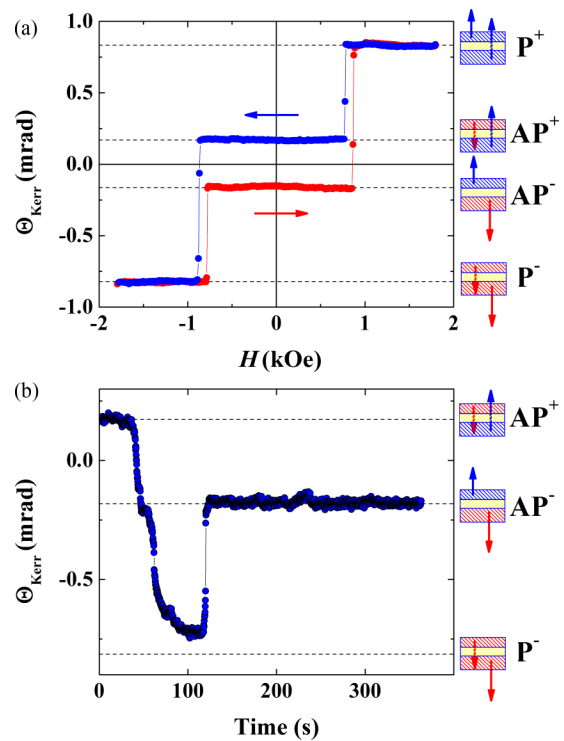 (a)
1.0
0.5
0.0
-0.5
-1.0
Θ_Kerr (mrad)
-2 -1 0 1 2
H (kOe)
P⁺
AP⁺
AP⁻
P⁻
(b)
0.0
-0.5
Θ_Kerr (mrad)
0 100 200 300
Time (s)
AP⁺
AP⁻
P⁻